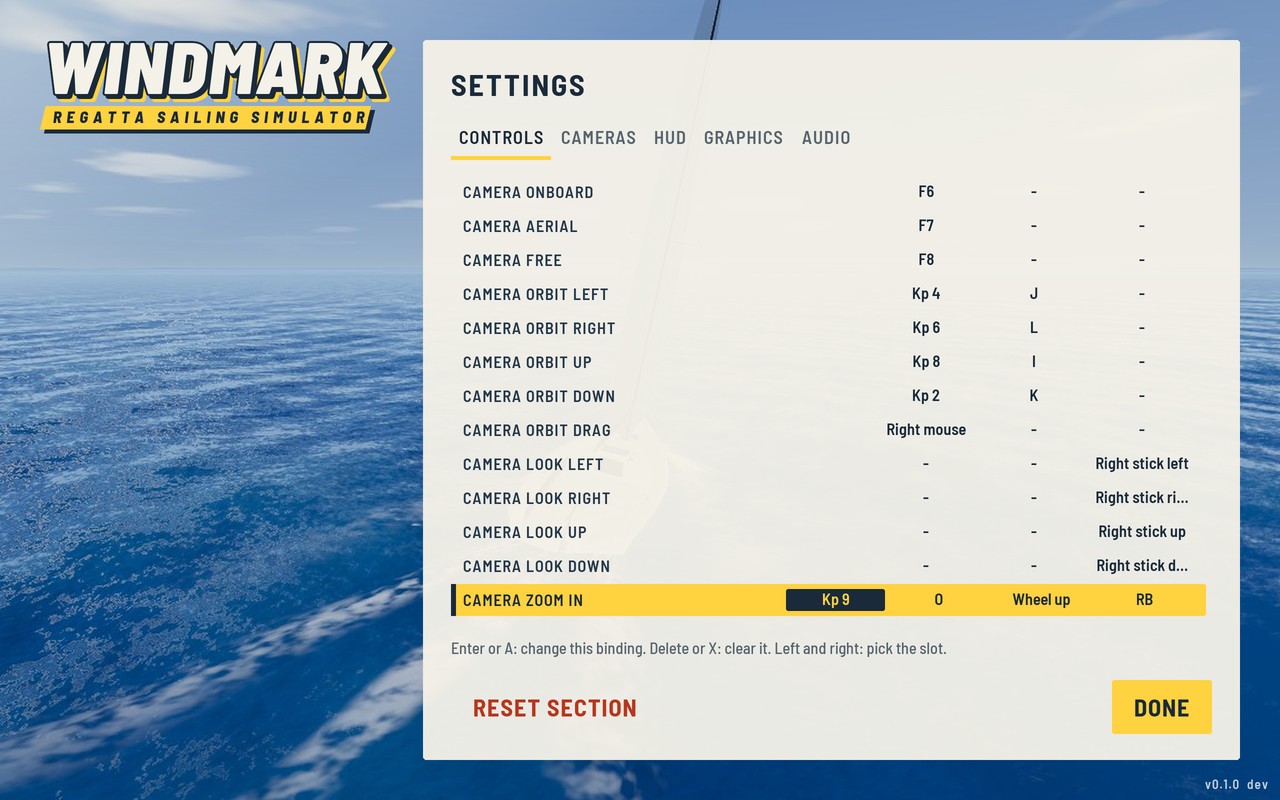 WINDMARK
REGATTA SAILING SIMULATOR
SETTINGS
CONTROLS CAMERAS HUD GRAPHICS AUDIO
CAMERA ONBOARD F6 - -
CAMERA AERIAL F7 - -
CAMERA FREE F8 - -
CAMERA ORBIT LEFT Kp 4 J -
CAMERA ORBIT RIGHT Kp 6 L -
CAMERA ORBIT UP Kp 8 I -
CAMERA ORBIT DOWN Kp 2 K -
CAMERA ORBIT DRAG Right mouse - -
CAMERA LOOK LEFT - - Right stick left
CAMERA LOOK RIGHT - - Right stick ri...
CAMERA LOOK UP - - Right stick up
CAMERA LOOK DOWN - - Right stick d...
CAMERA ZOOM IN Kp 9 O Wheel up RB
Enter or A: change this binding. Delete or X: clear it. Left and right: pick the slot.
RESET SECTION DONE
v0.1.0 dev